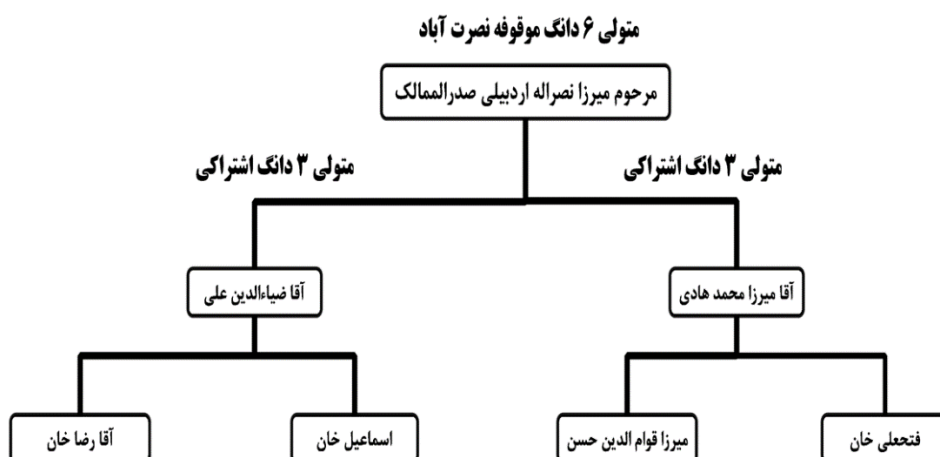 متولی ۶ دانگ موقوفه نصرت آباد
مرحوم میرزا نصراله اردبیلی صدرالممالک
متولی ۳ دانگ اشتراکی
متولی ۳ دانگ اشتراکی
آقا میرزا محمد هادی
آقا ضیاءالدین علی
فتحعلی خان
میرزا قوام الدین حسن
اسماعیل خان
آقا رضا خان